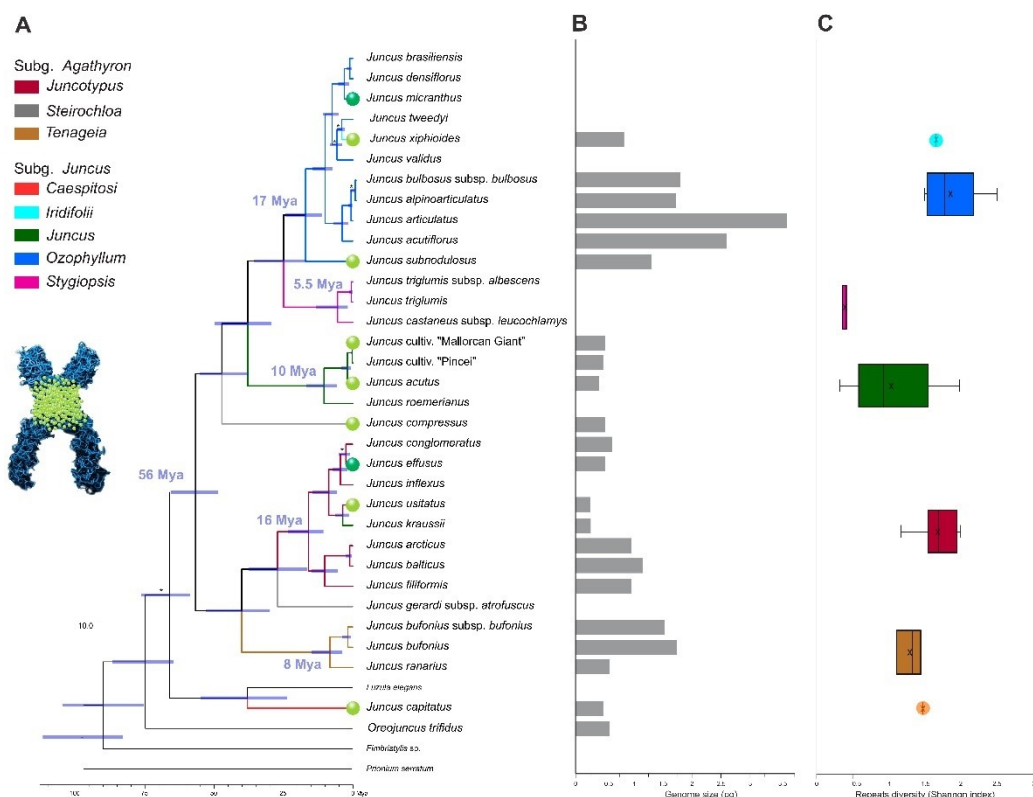 A
B
C
Subg. Agathyron
Juncotypus
Steirochloa
Tenageia
Subg. Juncus
Caespitosi
Iridifolii
Juncus
Ozophyllum
Stygiopsis
Juncus brasiliensis
Juncus densiflorus
Juncus micranthus
Juncus tweedyi
Juncus xiphioides
Juncus validus
Juncus bulbosus subsp. bulbosus
Juncus alpinoarticulatus
Juncus articulatus
Juncus acutiflorus
Juncus subnodulosus
Juncus triglumis subsp. albescens
Juncus triglumis
Juncus castaneus subsp. leucochlamys
Juncus cultiv. "Mallorcan Giant"
Juncus cultiv. "Pincel"
Juncus acutus
Juncus roemerianus
Juncus compressus
Juncus conglomoratus
Juncus effusus
Juncus inflexus
Juncus usitatus
Juncus kraussii
Juncus arcticus
Juncus balticus
Juncus filiformis
Juncus gerardi subsp. atrofuscus
Juncus bufonius subsp. bufonius
Juncus bufonius
Juncus ranarius
Luzula elegans
Juncus capitatus
Oreojuncus trifidus
Fimbristylis sp.
Prionium serratum
17 Mya
5.5 Mya
10 Mya
56 Mya
16 Mya
8 Mya
10.0
100 75 50 25 0 Mya
0 0.5 1 1.5 2 2.5 3 3.5
Genome size (pg)
0 0.5 1 1.5 2 2.5
Repeats diversity (Shannon index)